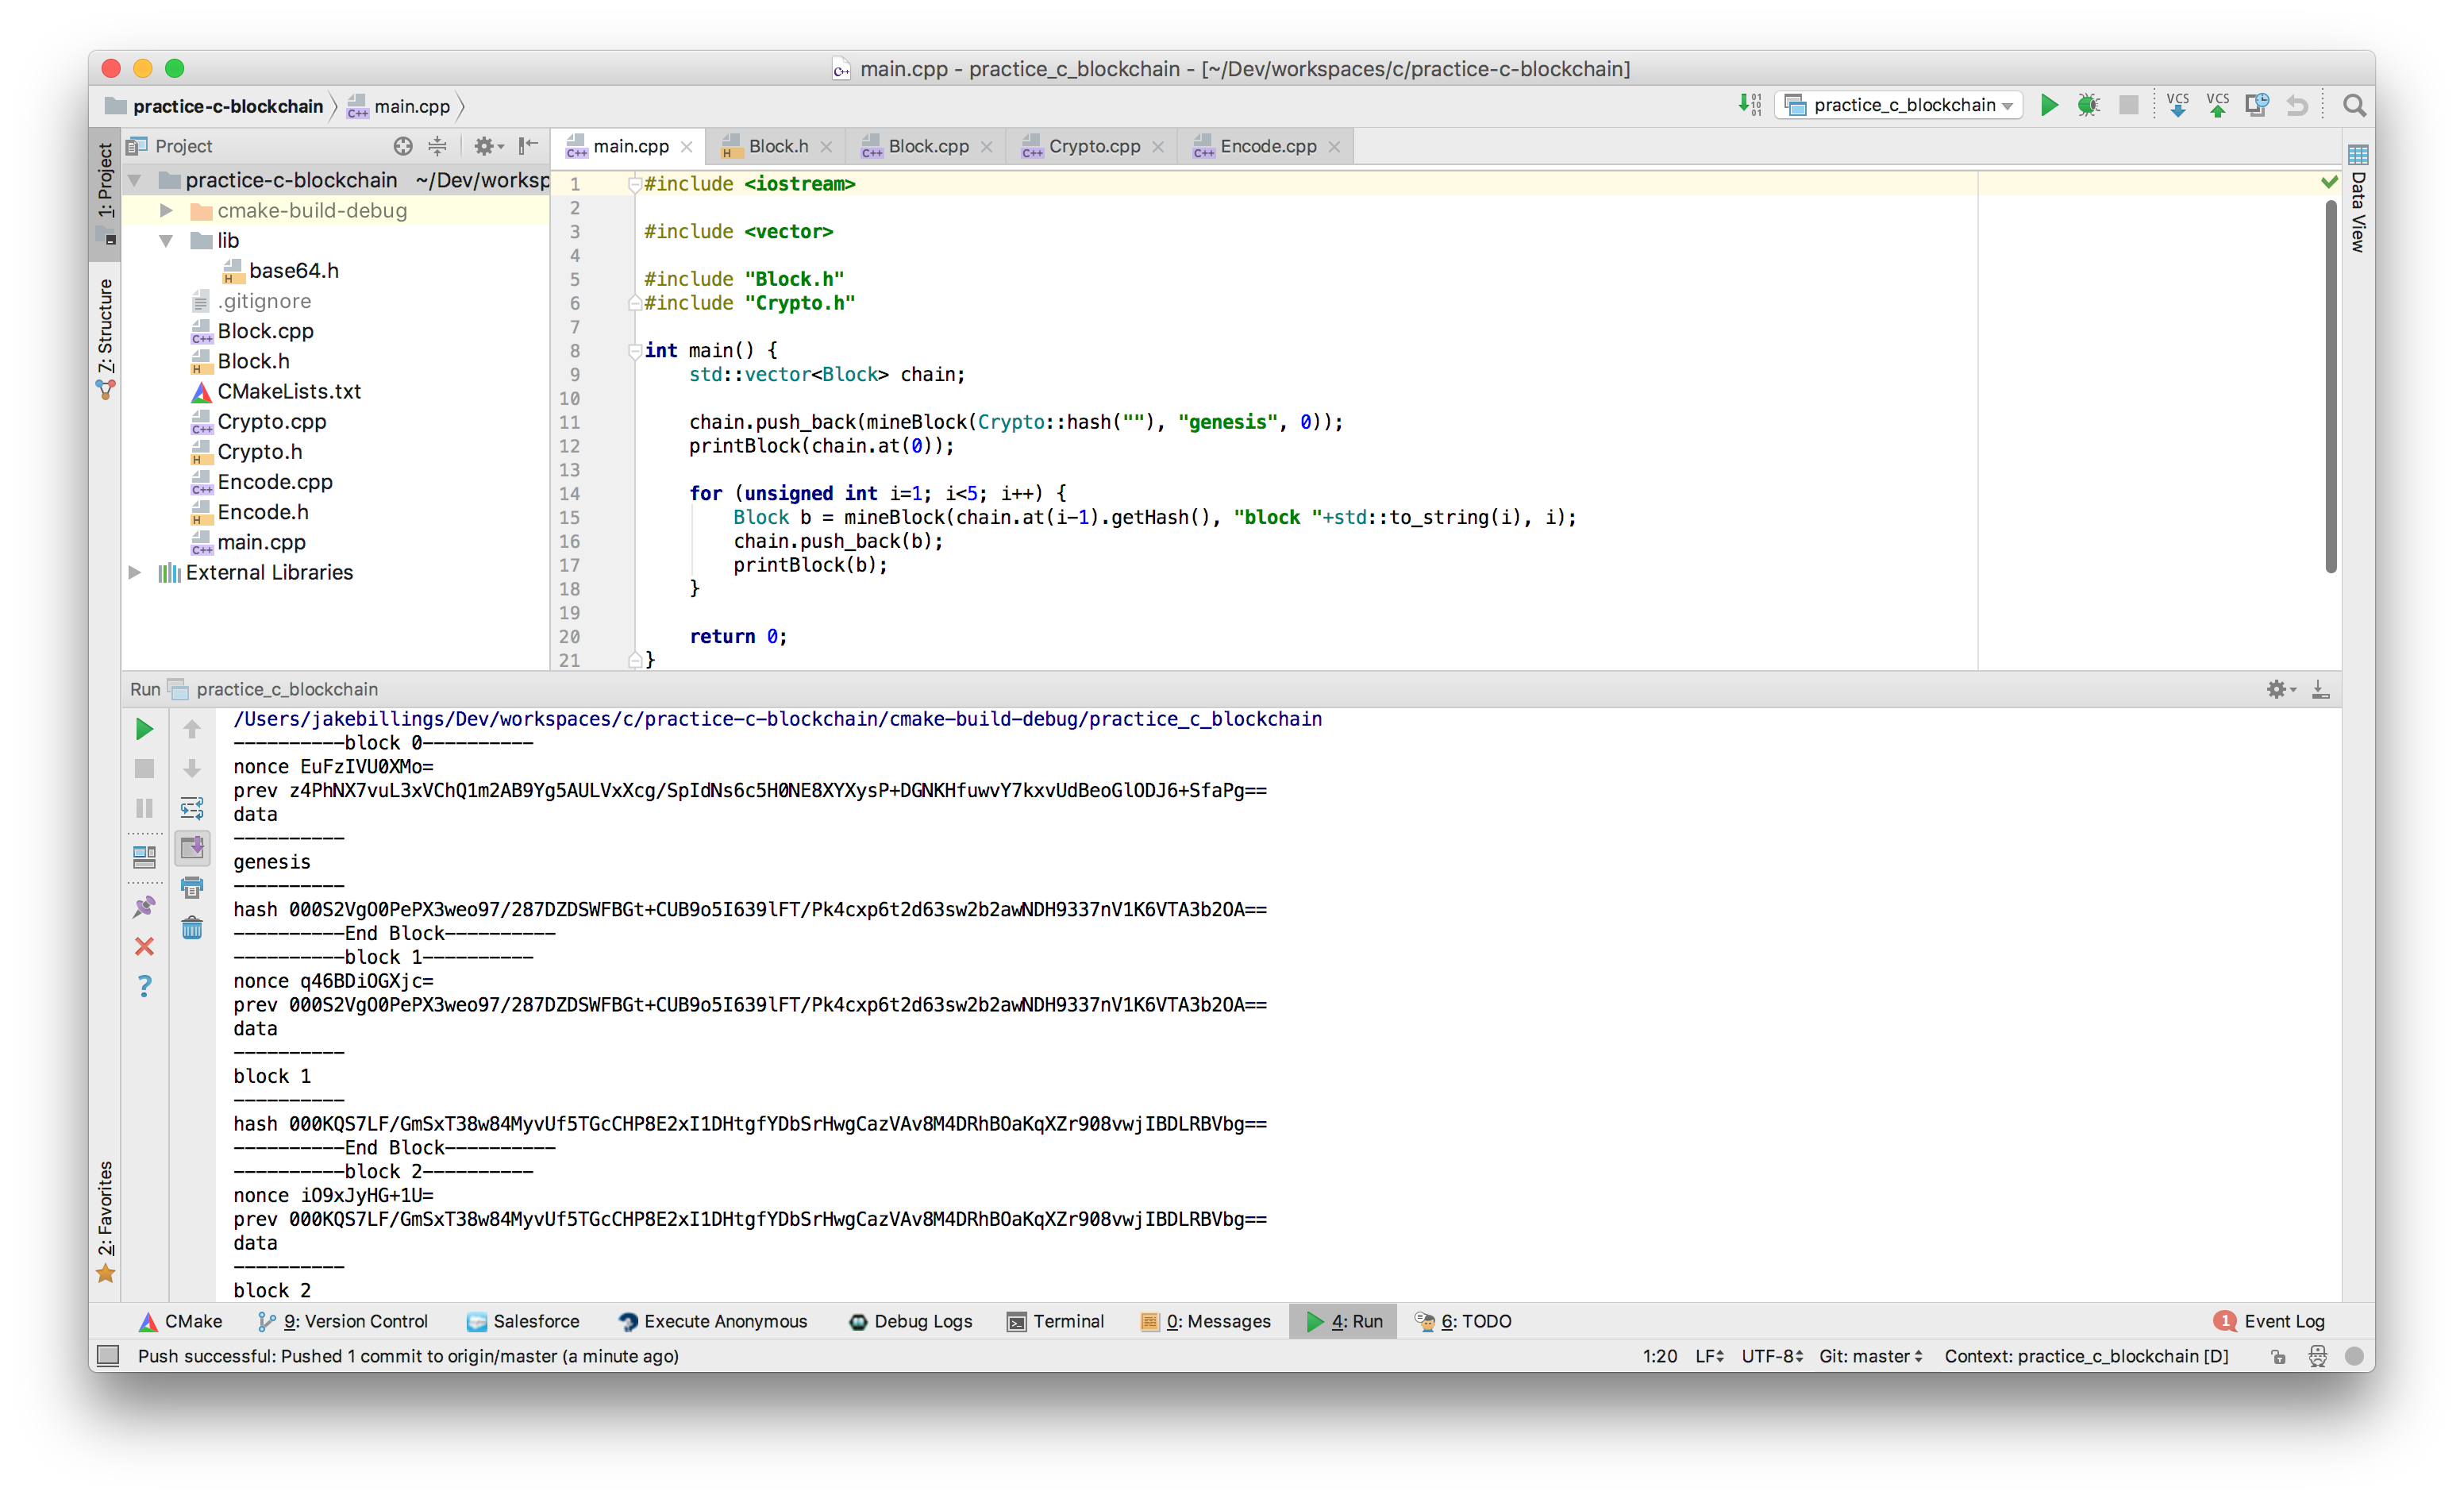 main.cpp - practice_c_blockchain - [~/Dev/workspaces/c/practice-c-blockchain]
practice-c-blockchain main.cpp
practice_c_blockchain
VCS VCS
1: Project
7: Structure
2: Favorites
Data View
Project
practice-c-blockchain ~/Dev/worksp
cmake-build-debug
lib
base64.h
.gitignore
Block.cpp
Block.h
CMakeLists.txt
Crypto.cpp
Crypto.h
Encode.cpp
Encode.h
main.cpp
External Libraries
main.cpp Block.h Block.cpp Crypto.cpp Encode.cpp
1 #include <iostream>
2
3 #include <vector>
4
5 #include "Block.h"
6 #include "Crypto.h"
7
8 int main() {
9 std::vector<Block> chain;
10
11 chain.push_back(mineBlock(Crypto::hash(""), "genesis", 0));
12 printBlock(chain.at(0));
13
14 for (unsigned int i=1; i<5; i++) {
15 Block b = mineBlock(chain.at(i-1).getHash(), "block "+std::to_string(i), i);
16 chain.push_back(b);
17 printBlock(b);
18 }
19
20 return 0;
21 }
Run practice_c_blockchain
/Users/jakebillings/Dev/workspaces/c/practice-c-blockchain/cmake-build-debug/practice_c_blockchain
----------block 0----------
nonce EuFzIVU0XMo=
prev z4PhNX7vuL3xVChQ1m2AB9Yg5AULVxXcg/SpIdNs6c5H0NE8XYXysP+DGNKHfuwvY7kxvUdBeoGlODJ6+SfaPg==
data
----------
genesis
----------
hash 000S2VgO0PePX3weo97/287DZDSWFBGt+CUB9o5I639lFT/Pk4cxp6t2d63sw2b2awNDH9337nV1K6VTA3b2OA==
----------End Block----------
----------block 1----------
nonce q46BDiOGXjc=
prev 000S2VgO0PePX3weo97/287DZDSWFBGt+CUB9o5I639lFT/Pk4cxp6t2d63sw2b2awNDH9337nV1K6VTA3b2OA==
data
----------
block 1
----------
hash 000KQS7LF/GmSxT38w84MyvUf5TGcCHP8E2xI1DHtgfYDbSrHwgCazVAv8M4DRhBOaKqXZr908vwjIBDLRBVbg==
----------End Block----------
----------block 2----------
nonce iO9xJyHG+1U=
prev 000KQS7LF/GmSxT38w84MyvUf5TGcCHP8E2xI1DHtgfYDbSrHwgCazVAv8M4DRhBOaKqXZr908vwjIBDLRBVbg==
data
----------
block 2
CMake 9: Version Control Salesforce Execute Anonymous Debug Logs Terminal 0: Messages 4: Run 6: TODO 1 Event Log
Push successful: Pushed 1 commit to origin/master (a minute ago) 1:20 LF UTF-8 Git: master Context: practice_c_blockchain [D]